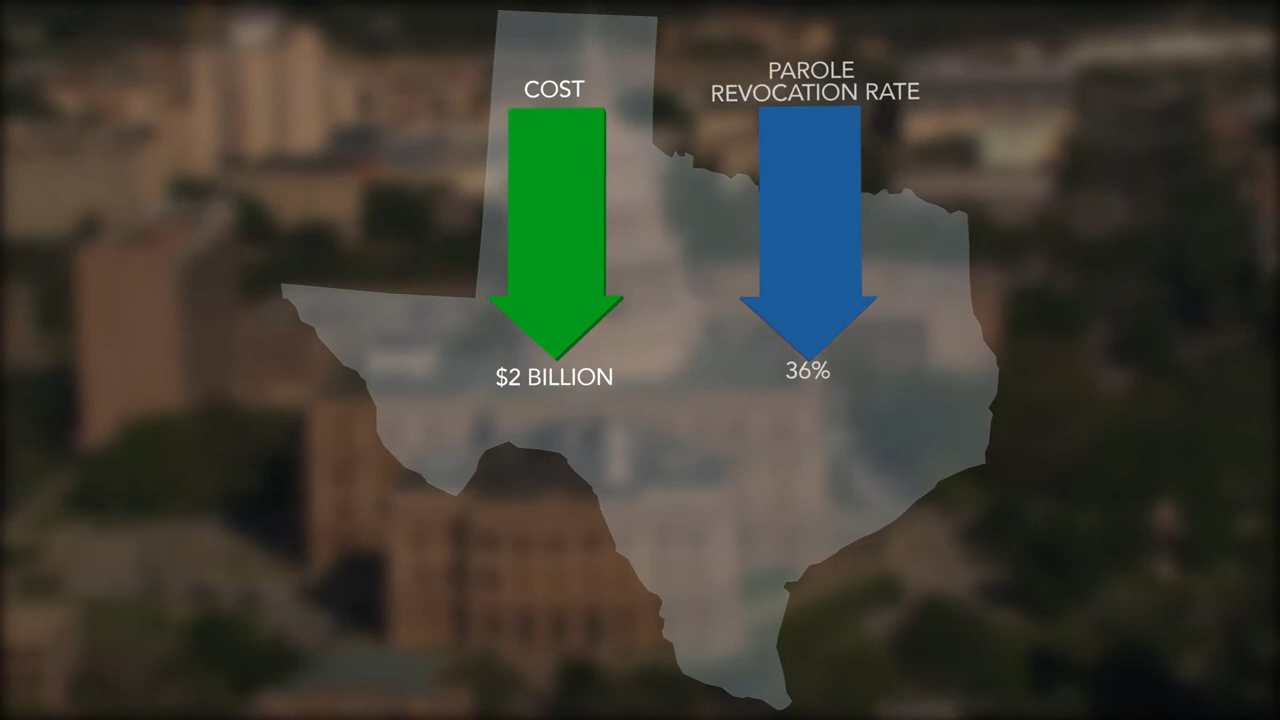 COST
$2 BILLION
PAROLE
REVOCATION RATE
36%